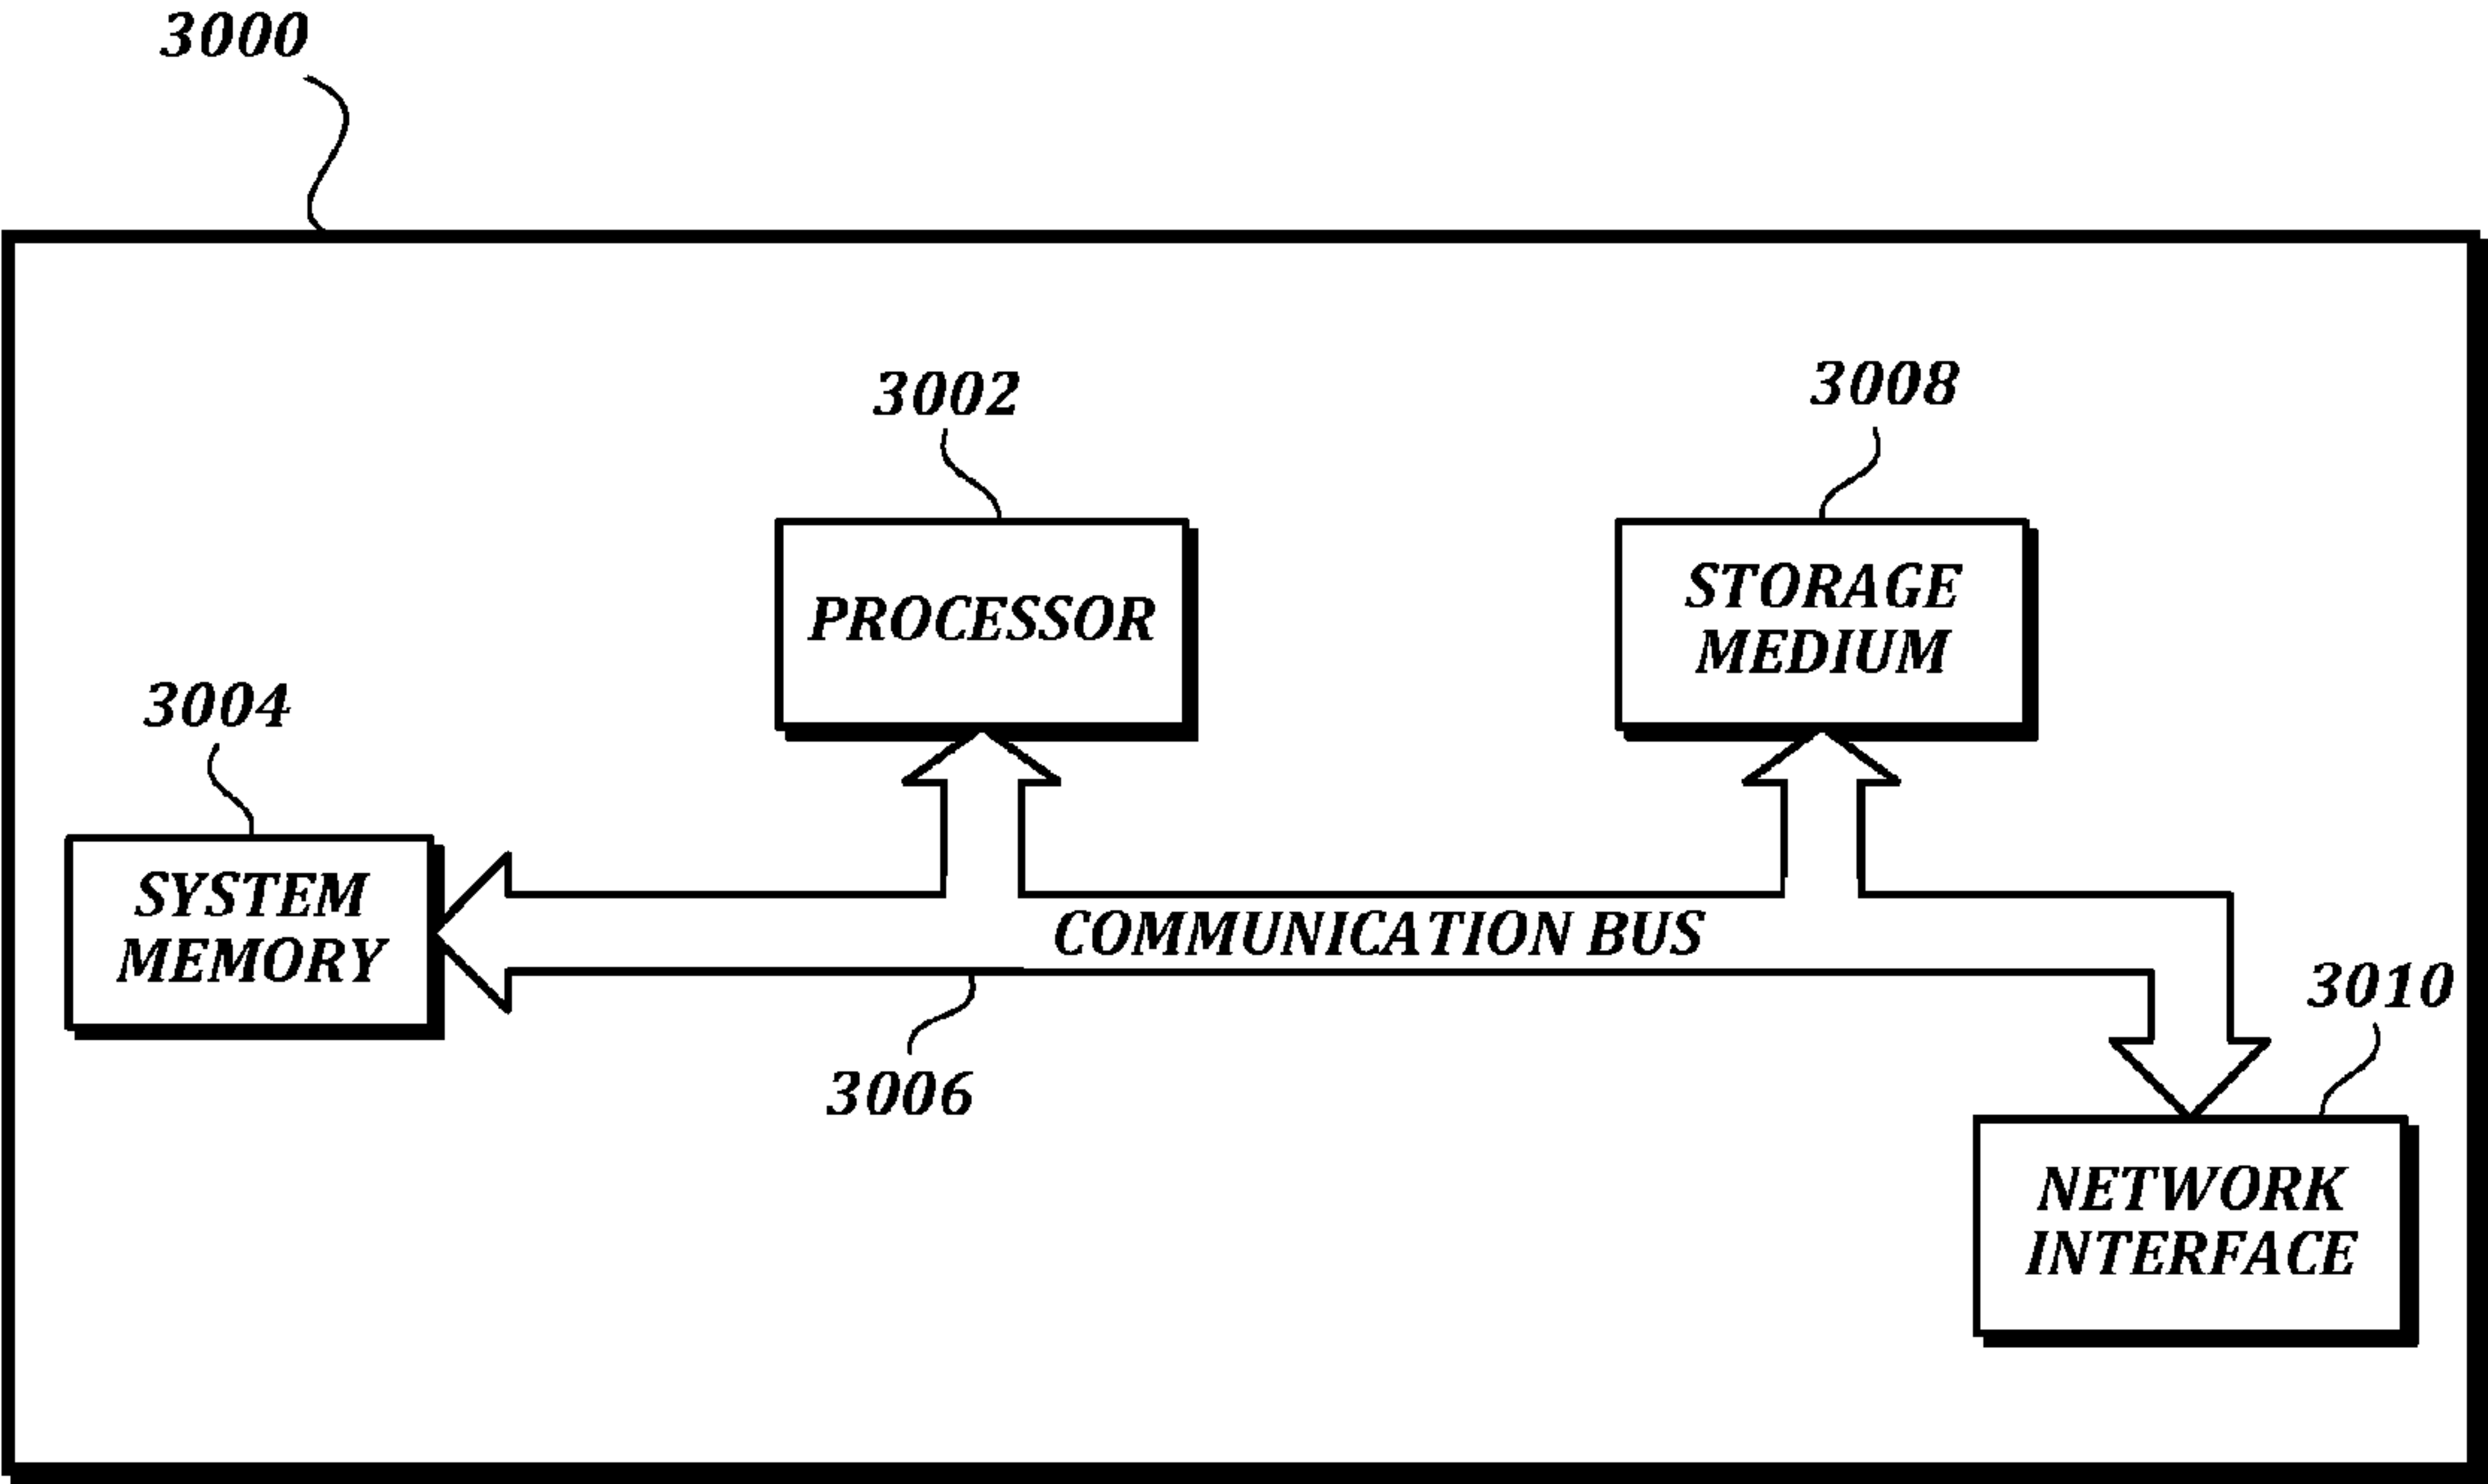 3000
3002
3008
PROCESSOR
STORAGE
MEDIUM
3004
SYSTEM
MEMORY
COMMUNICATION BUS
3010
3006
NETWORK
INTERFACE